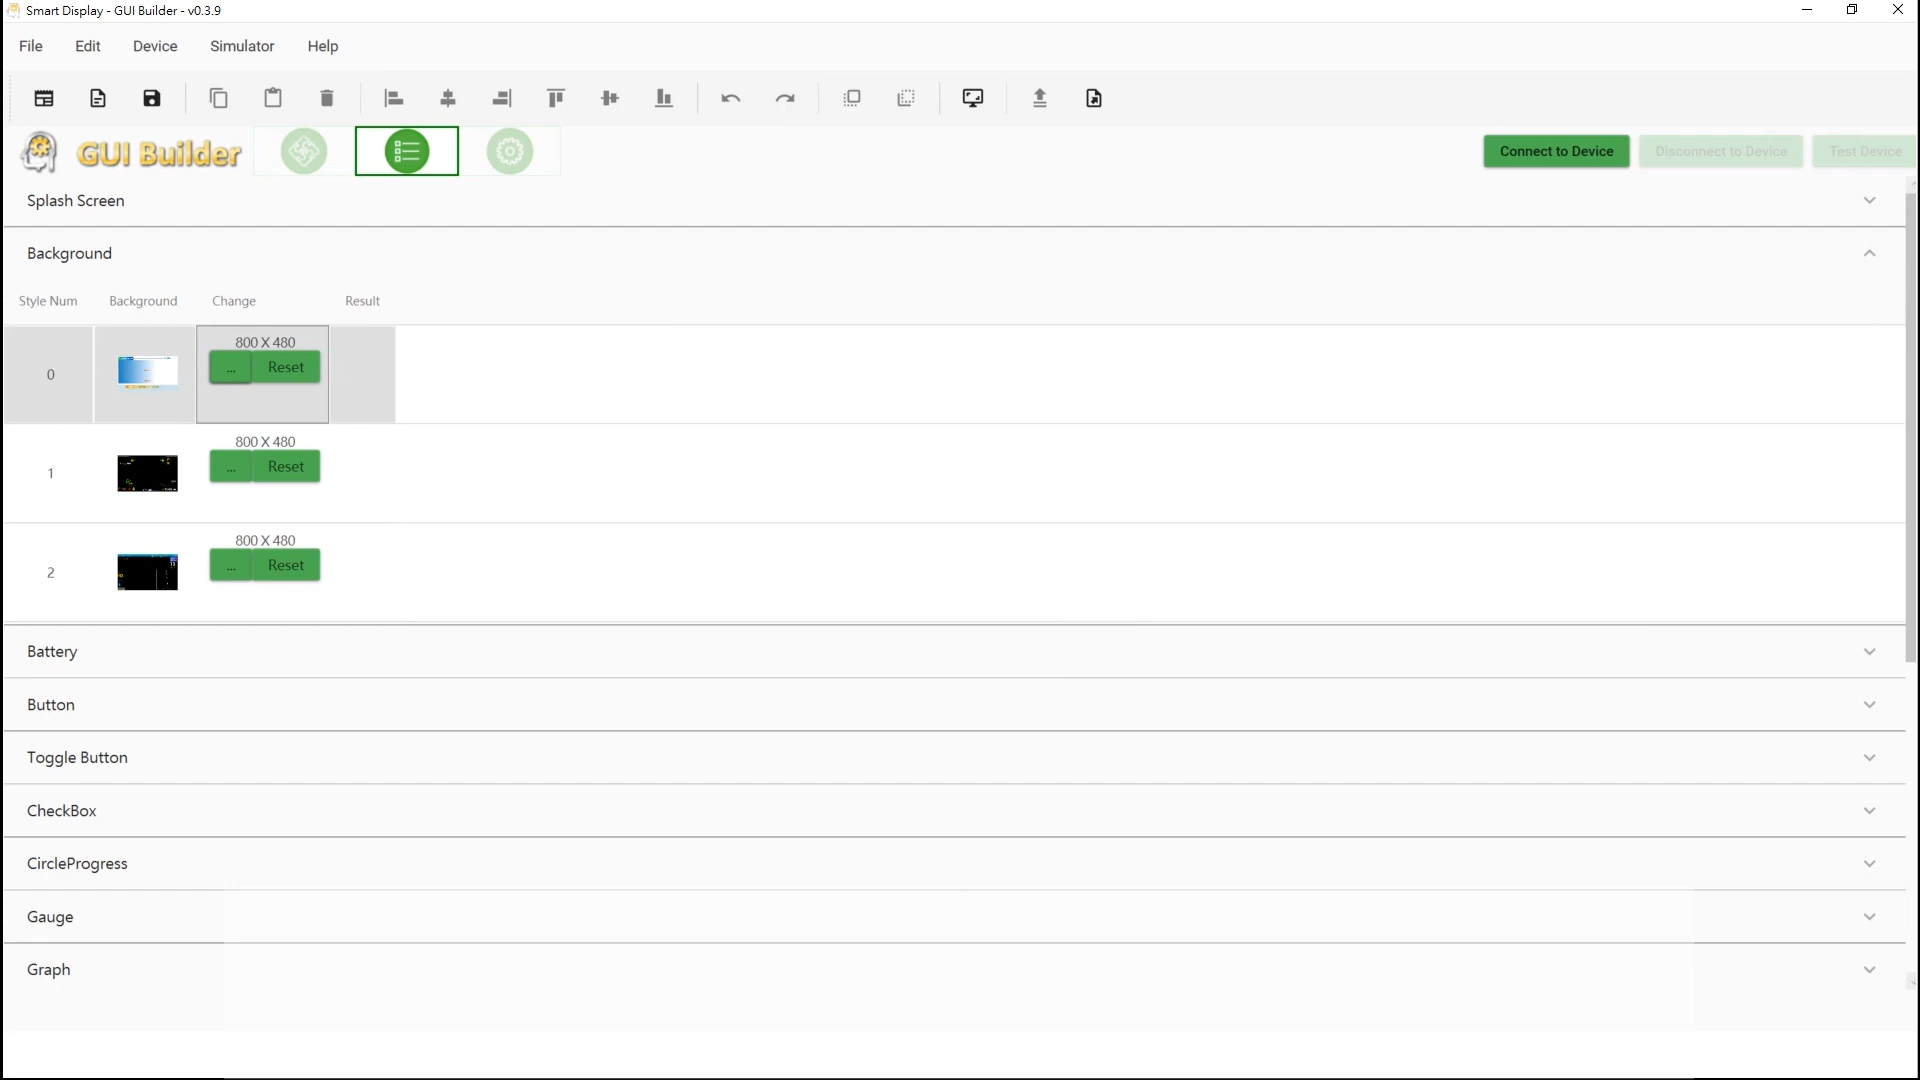 Smart Display - GUI Builder - v0.3.9
File Edit Device Simulator Help
GUI Builder
Connect to Device Disconnect to Device Test Device
Splash Screen
Background
Style Num Background Change Result
800 X 480
0 ... Reset
800 X 480
1 ... Reset
800 X 480
2 ... Reset
Battery
Button
Toggle Button
CheckBox
CircleProgress
Gauge
Graph